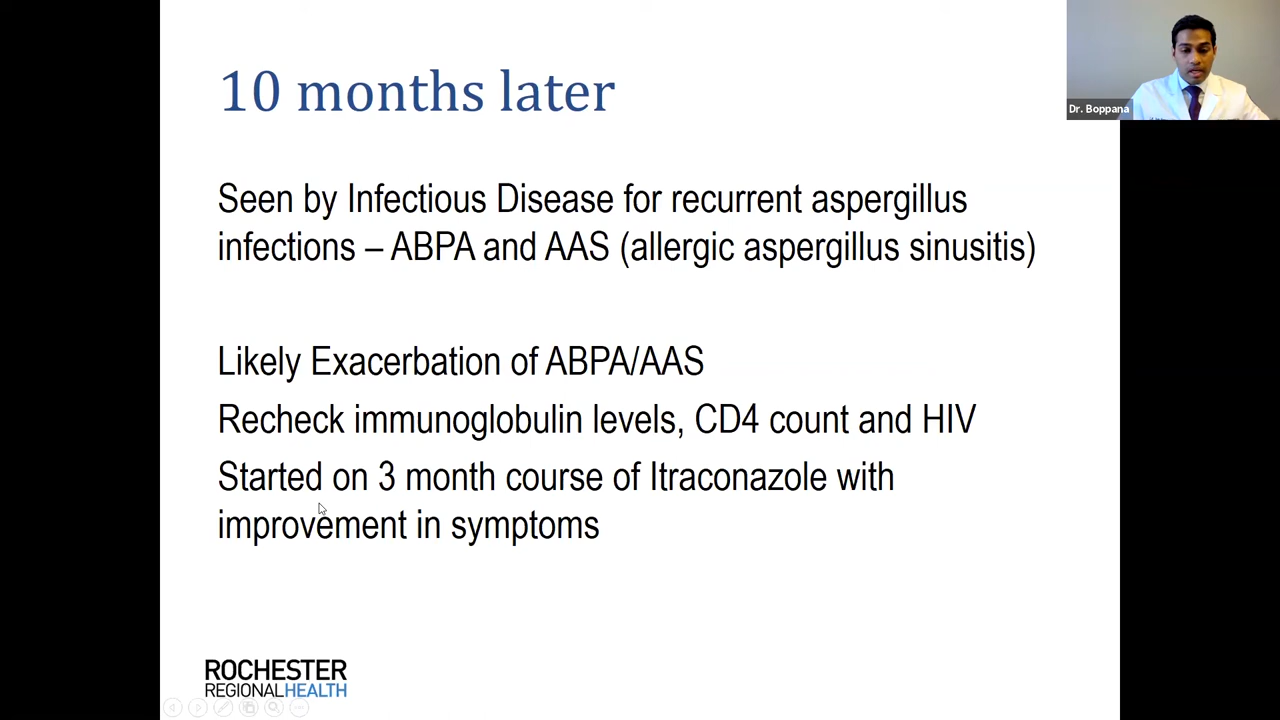 10 months later
Dr. Boppana
Seen by Infectious Disease for recurrent aspergillus
infections – ABPA and AAS (allergic aspergillus sinusitis)
Likely Exacerbation of ABPA/AAS
Recheck immunoglobulin levels, CD4 count and HIV
Started on 3 month course of Itraconazole with
improvement in symptoms
ROCHESTER
REGIONALHEALTH